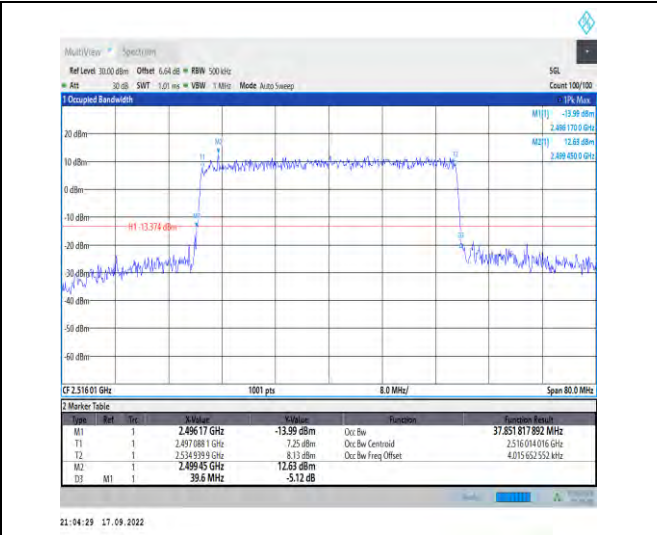 MultiView Spectrum
Ref Level 30.00 dBm Offset 6.64 dB RBW 500 kHz SGL
Att 30 dB SWT 1.01 ms VBW 1 MHz Mode Auto Sweep Count 100/100
1 Occupied Bandwidth 1Pk Max
M1[1] -13.99 dBm
2.496 170 0 GHz
M2[1] 12.63 dBm
2.499 450 0 GHz
20 dBm
M2
T1
T2
10 dBm
0 dBm
-10 dBm
M1
H1 -13.374 dBm
D3
-20 dBm
-30 dBm
-40 dBm
-50 dBm
-60 dBm
CF 2.516 01 GHz 1001 pts 8.0 MHz/ Span 80.0 MHz
2 Marker Table
Type Ref Trc X-Value Y-Value Function Function Result
M1 1 2.496 17 GHz -13.99 dBm Occ Bw 37.851 817 892 MHz
T1 1 2.497 088 1 GHz 7.25 dBm Occ Bw Centroid 2.516 014 016 GHz
T2 1 2.534 939 9 GHz 8.13 dBm Occ Bw Freq Offset 4.015 652 552 kHz
M2 1 2.499 45 GHz 12.63 dBm
D3 M1 1 39.6 MHz -5.12 dB
21:04:29 17.09.2022